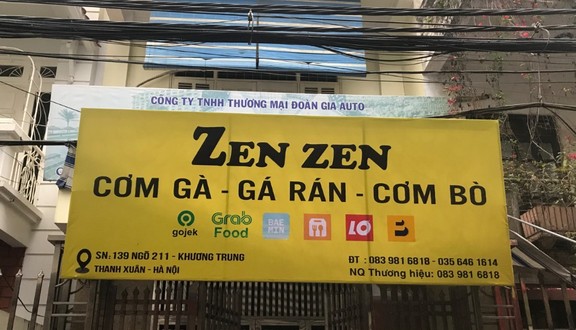 CÔNG TY TNHH THƯƠNG MẠI ĐOÀN GIA AUTO
ZEN ZEN
CƠM GÀ - GÁ RÁN - CƠM BÒ
gojek
Grab Food
BAE MIN
LO
SN: 139 NGÕ 211 - KHƯƠNG TRUNG
THANH XUÂN - HÀ NỘI
ĐT : 083 981 6818 - 035 646 1614
NQ Thương hiệu: 083 981 6818